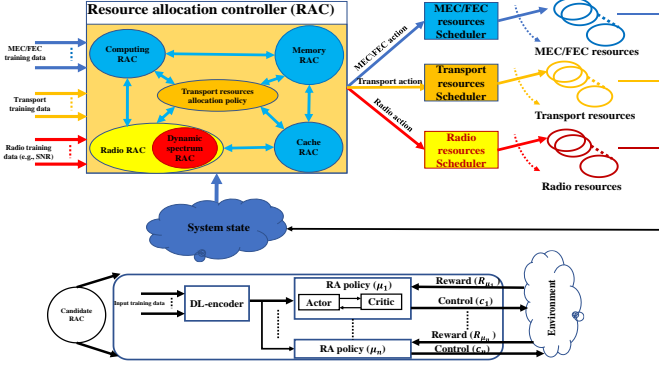 Resource allocation controller (RAC)
MEC/FEC
training data
Transport
training data
Radio training
data (e.g., SNR)
Computing
RAC
Memory
RAC
Transport resources
allocation policy
Radio RAC
Dynamic
spectrum
RAC
Cache
RAC
MEC\FEC action
Transport action
Radio action
MEC/FEC
resources
Scheduler
MEC/FEC resources
Transport
resources
Scheduler
Transport resources
Radio
resources
Scheduler
Radio resources
System state
Candidate
RAC
Input training data
DL-encoder
RA policy (μ₁)
Actor
Critic
RA policy (μₙ)
Reward (R_μ₁)
Control (c₁)
Reward (R_μₙ)
Control (cₙ)
Environment